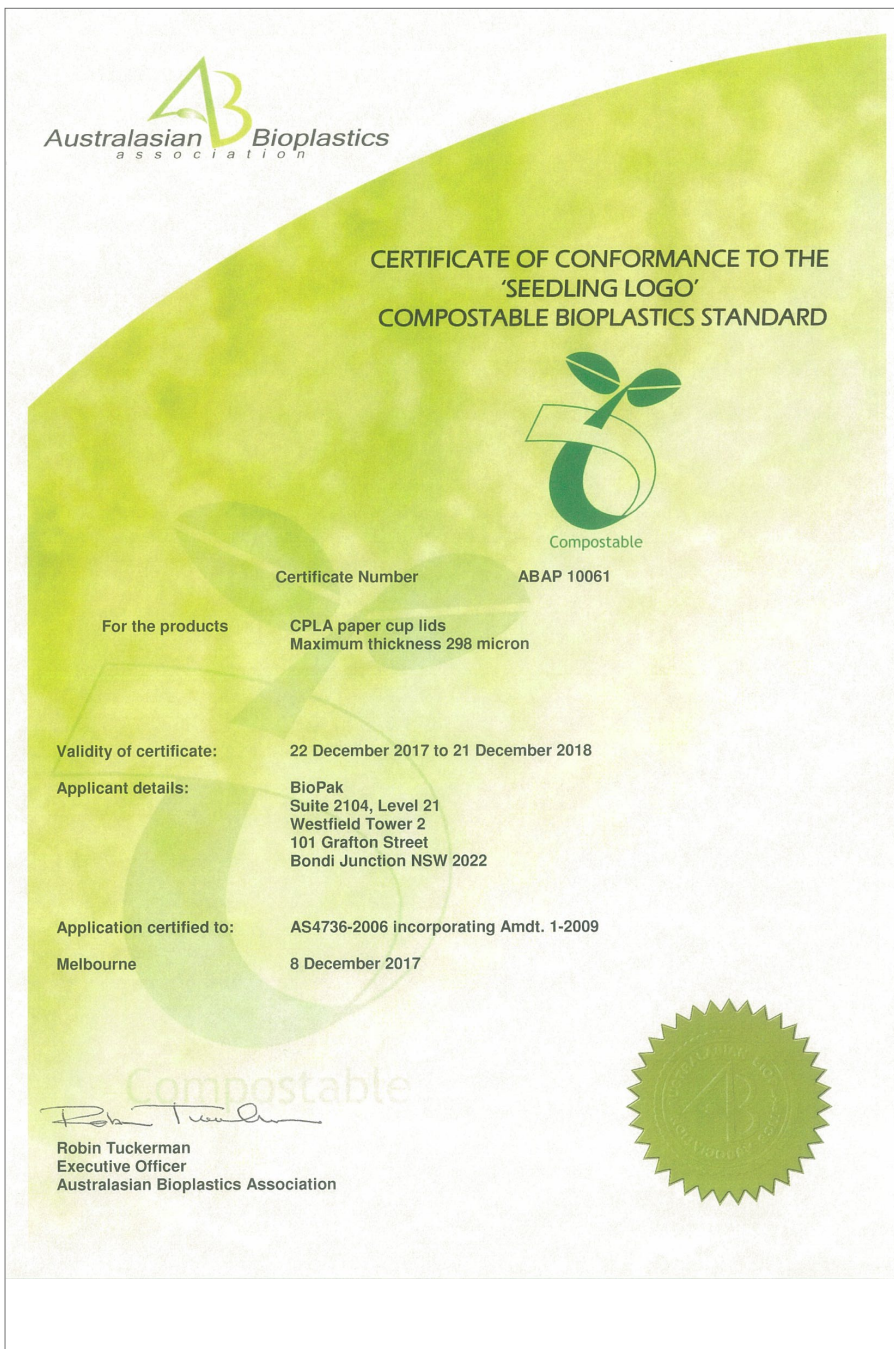 Australasian Bioplastics
association
CERTIFICATE OF CONFORMANCE TO THE
'SEEDLING LOGO'
COMPOSTABLE BIOPLASTICS STANDARD
Compostable
Certificate Number ABAP 10061
For the products CPLA paper cup lids
Maximum thickness 298 micron
Validity of certificate: 22 December 2017 to 21 December 2018
Applicant details: BioPak
Suite 2104, Level 21
Westfield Tower 2
101 Grafton Street
Bondi Junction NSW 2022
Application certified to: AS4736-2006 incorporating Amdt. 1-2009
Melbourne 8 December 2017
Compostable
Robin Tuckerman
Executive Officer
Australasian Bioplastics Association